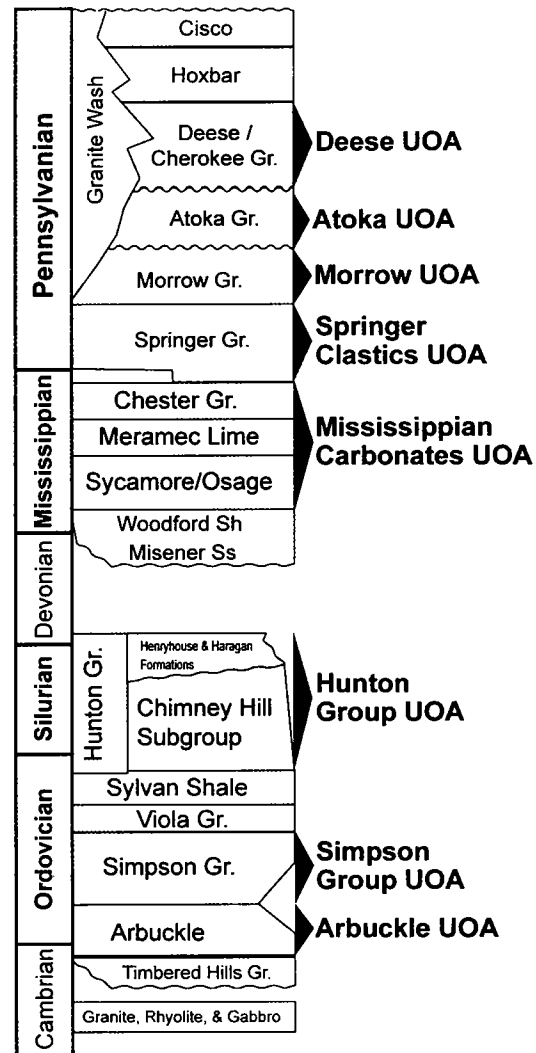 Pennsylvanian
Granite Wash
Cisco
Hoxbar
Deese /
Cherokee Gr.
Deese UOA
Atoka Gr.
Atoka UOA
Morrow Gr.
Morrow UOA
Springer Gr.
Springer
Clastics UOA
Mississippian
Chester Gr.
Meramec Lime
Sycamore/Osage
Mississippian
Carbonates UOA
Woodford Sh
Misener Ss
Devonian
Silurian
Hunton Gr.
Henryhouse & Haragan
Formations
Chimney Hill
Subgroup
Hunton
Group UOA
Ordovician
Sylvan Shale
Viola Gr.
Simpson Gr.
Simpson
Group UOA
Arbuckle
Arbuckle UOA
Cambrian
Timbered Hills Gr.
Granite, Rhyolite, & Gabbro